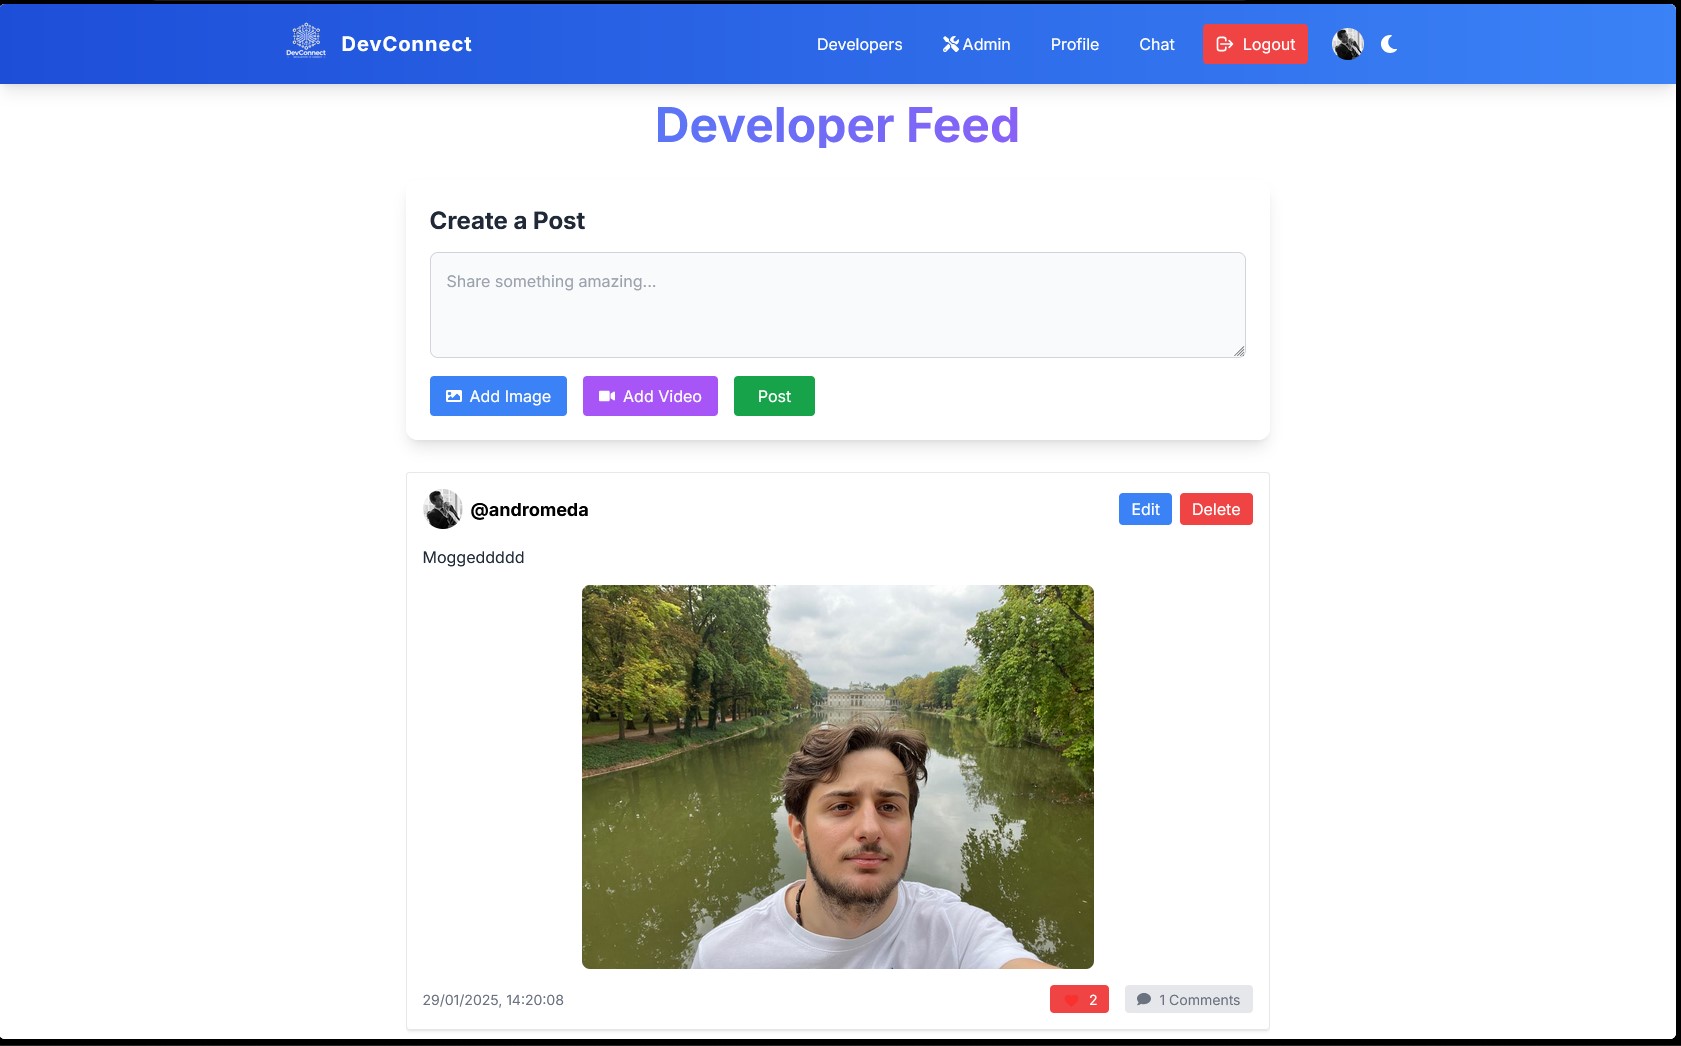 DevConnect
DevConnect
Developers
Admin
Profile
Chat
Logout
Developer Feed
Create a Post
Share something amazing...
Add Image
Add Video
Post
@andromeda
Edit
Delete
Moggeddddd
29/01/2025, 14:20:08
2
1 Comments